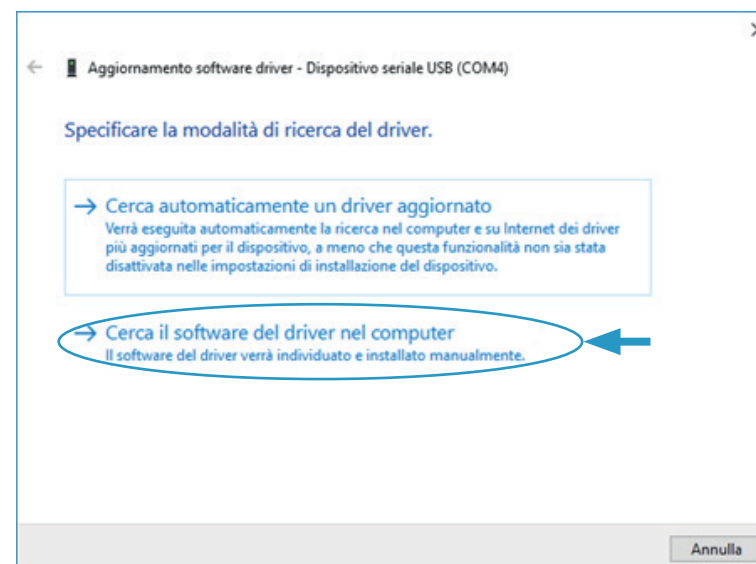 Aggiornamento software driver - Dispositivo seriale USB (COM4)
Specificare la modalità di ricerca del driver.
Cerca automaticamente un driver aggiornato
Verrà eseguita automaticamente la ricerca nel computer e su Internet dei driver
più aggiornati per il dispositivo, a meno che questa funzionalità non sia stata
disattivata nelle impostazioni di installazione del dispositivo.
Cerca il software del driver nel computer
Il software del driver verrà individuato e installato manualmente.
Annulla